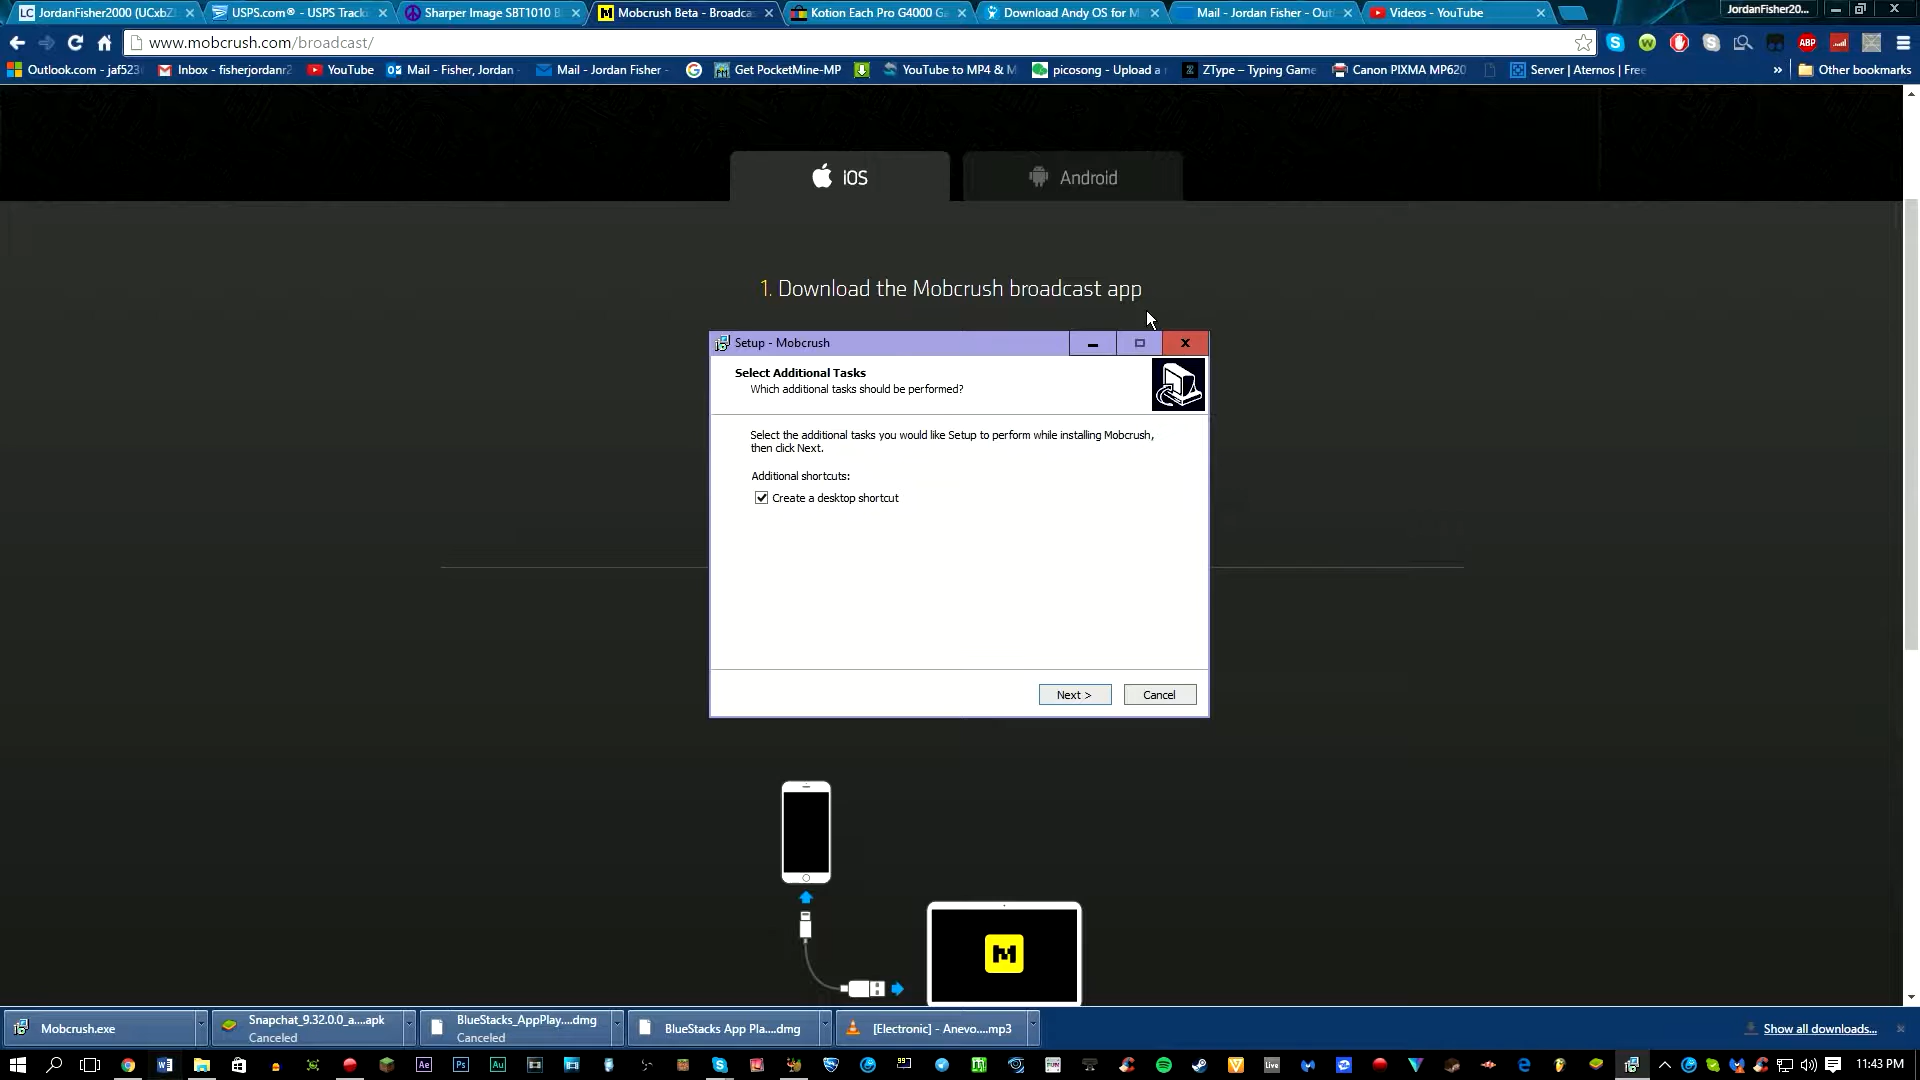 JordanFisher2000 (UCxbZ
USPS.com® - USPS Track
Sharper Image SBT1010 B
Mobcrush Beta - Broadcas
Kotion Each Pro G4000 Ga
Download Andy OS for M
Mail - Jordan Fisher - Out
Videos - YouTube
JordanFisher20...
www.mobcrush.com/broadcast/
Outlook.com - jaf523
Inbox - fisherjordanr2
YouTube
Mail - Fisher, Jordan -
Mail - Jordan Fisher -
Get PocketMine-MP
YouTube to MP4 & M
picosong - Upload a
ZType – Typing Game
Canon PIXMA MP620
Server | Aternos | Free
»
Other bookmarks
iOS
Android
1. Download the Mobcrush broadcast app
Setup - Mobcrush
Select Additional Tasks
Which additional tasks should be performed?
Select the additional tasks you would like Setup to perform while installing Mobcrush,
then click Next.
Additional shortcuts:
Create a desktop shortcut
Next >
Cancel
Mobcrush.exe
Snapchat_9.32.0.0_a....apk
Canceled
BlueStacks_AppPlay....dmg
Canceled
BlueStacks App Pla....dmg
[Electronic] - Anevo....mp3
Show all downloads...
11:43 PM